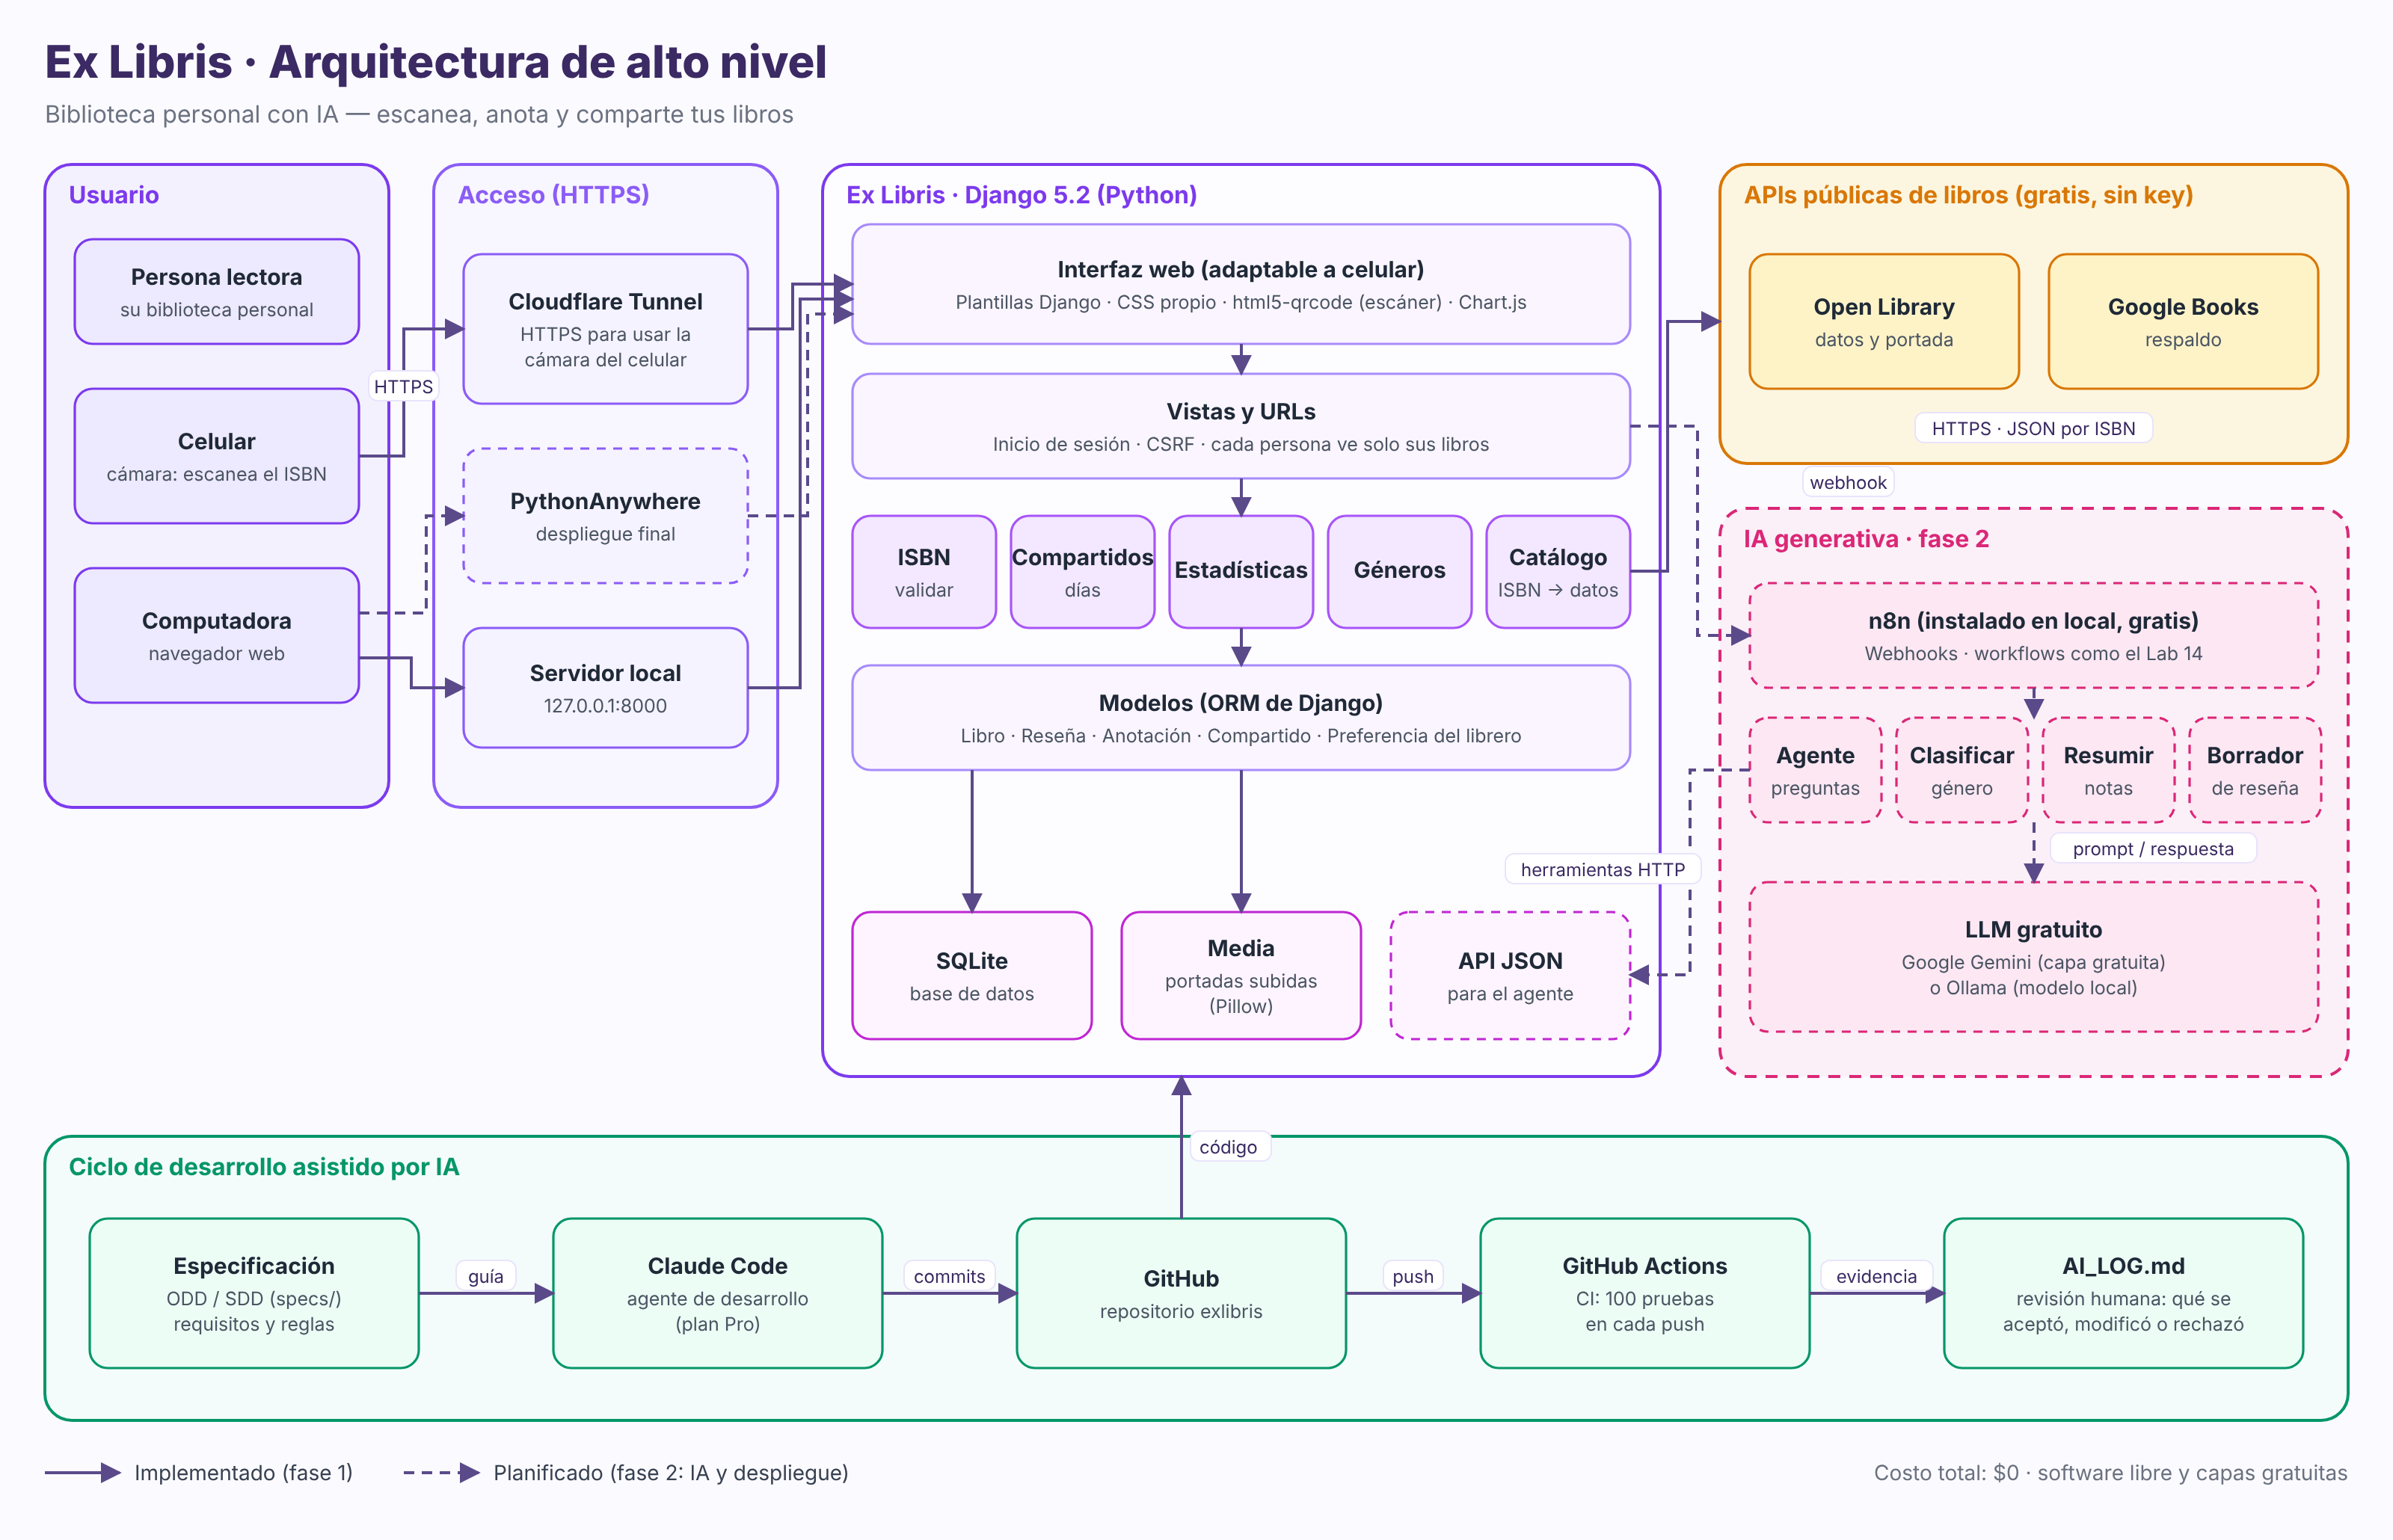 Ex Libris · Arquitectura de alto nivel
Biblioteca personal con IA — escanea, anota y comparte tus libros
Usuario
Persona lectora
su biblioteca personal
Celular
cámara: escanea el ISBN
Computadora
navegador web
HTTPS
Acceso (HTTPS)
Cloudflare Tunnel
HTTPS para usar la
cámara del celular
PythonAnywhere
despliegue final
Servidor local
127.0.0.1:8000
Ex Libris · Django 5.2 (Python)
Interfaz web (adaptable a celular)
Plantillas Django · CSS propio · html5-qrcode (escáner) · Chart.js
Vistas y URLs
Inicio de sesión · CSRF · cada persona ve solo sus libros
ISBN
validar
Compartidos
días
Estadísticas
Géneros
Catálogo
ISBN → datos
Modelos (ORM de Django)
Libro · Reseña · Anotación · Compartido · Preferencia del librero
SQLite
base de datos
Media
portadas subidas
(Pillow)
API JSON
para el agente
herramientas HTTP
APIs públicas de libros (gratis, sin key)
Open Library
datos y portada
Google Books
respaldo
HTTPS · JSON por ISBN
webhook
IA generativa · fase 2
n8n (instalado en local, gratis)
Webhooks · workflows como el Lab 14
Agente
preguntas
Clasificar
género
Resumir
notas
Borrador
de reseña
prompt / respuesta
LLM gratuito
Google Gemini (capa gratuita)
o Ollama (modelo local)
código
Ciclo de desarrollo asistido por IA
Especificación
ODD / SDD (specs/)
requisitos y reglas
guía
Claude Code
agente de desarrollo
(plan Pro)
commits
GitHub
repositorio exlibris
push
GitHub Actions
CI: 100 pruebas
en cada push
evidencia
AI_LOG.md
revisión humana: qué se
aceptó, modificó o rechazó
Implementado (fase 1)
Planificado (fase 2: IA y despliegue)
Costo total: $0 · software libre y capas gratuitas